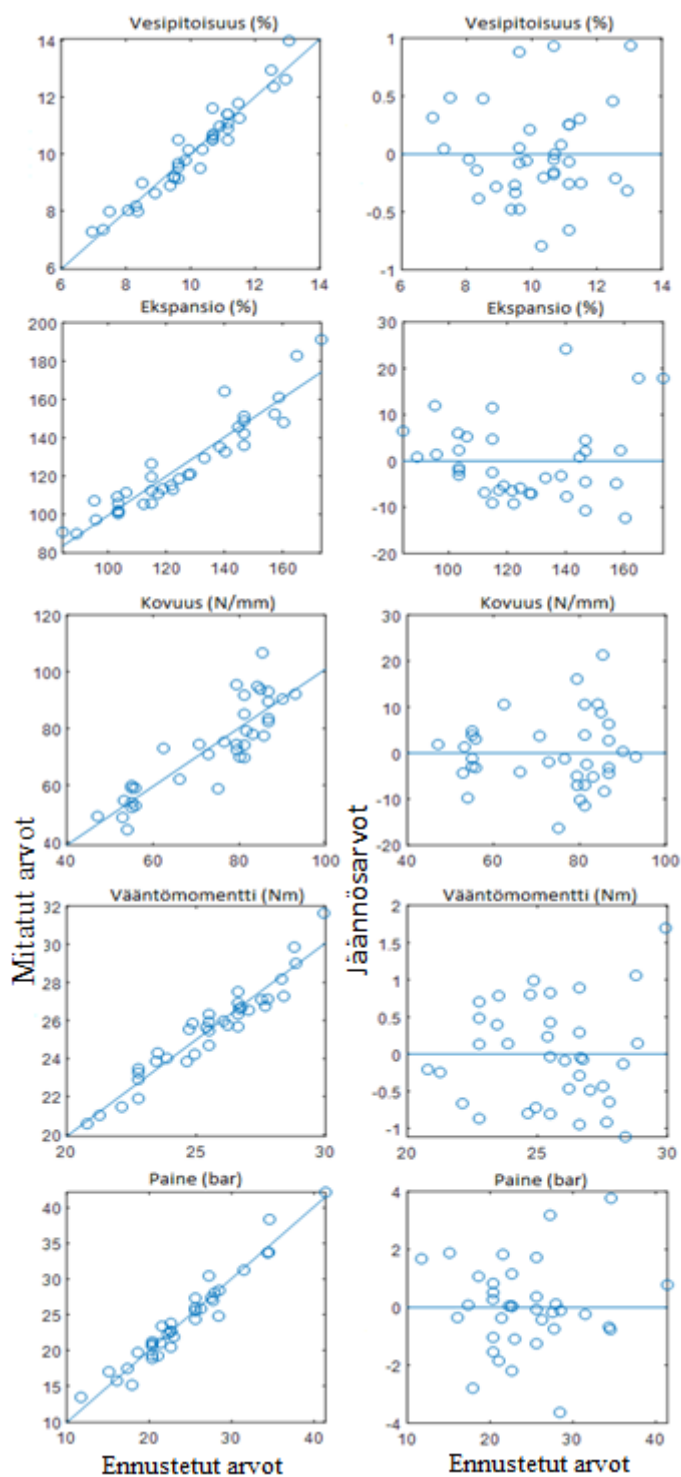 Vesipitoisuus (%)
Vesipitoisuus (%)
14
12
10
8
6
6 8 10 12 14
1
0.5
0
-0.5
-1
6 8 10 12 14
Ekspansio (%)
Ekspansio (%)
200
180
160
140
120
100
80
100 120 140 160
30
20
10
0
-10
-20
100 120 140 160
Kovuus (N/mm)
Kovuus (N/mm)
120
100
80
60
40
40 60 80 100
30
20
10
0
-10
-20
40 60 80 100
Mitatut arvot
Jäännösarvot
Vääntömomentti (Nm)
Vääntömomentti (Nm)
32
30
28
26
24
22
20
20 25 30
2
1.5
1
0.5
0
-0.5
-1
20 25 30
Paine (bar)
Paine (bar)
40
35
30
25
20
15
10
10 20 30 40
4
2
0
-2
-4
10 20 30 40
Ennustetut arvot
Ennustetut arvot